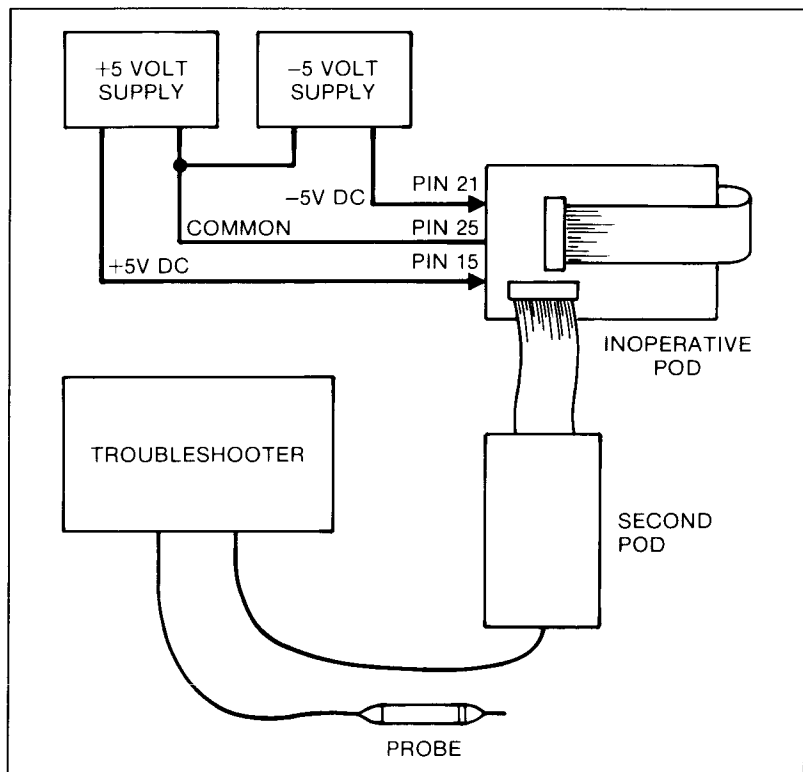 +5 VOLT
SUPPLY
−5 VOLT
SUPPLY
−5V DC
PIN 21
COMMON
PIN 25
+5V DC
PIN 15
INOPERATIVE
POD
TROUBLESHOOTER
SECOND
POD
PROBE